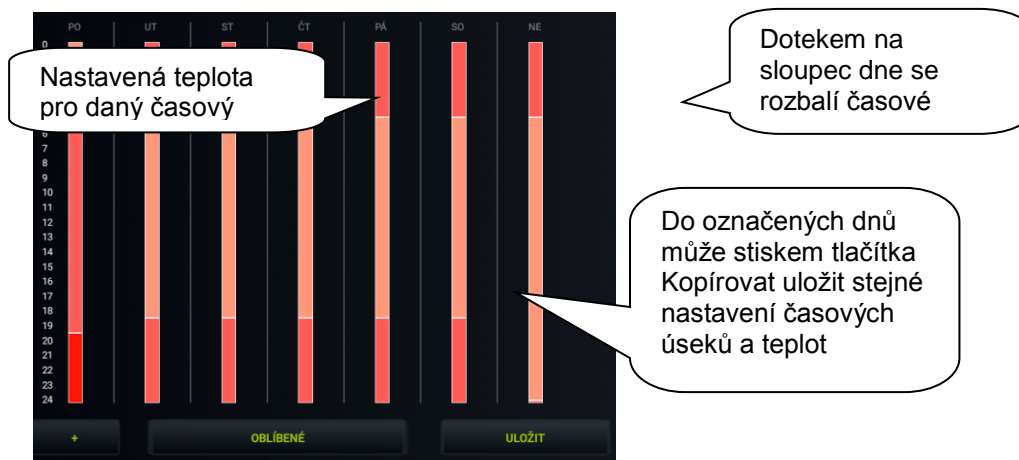 PO UT ST ČT PÁ SO NE
0
Nastavená teplota
pro daný časový
Dotekem na
sloupec dne se
rozbalí časové
6
7
8
9
10
11
12
13
14
15
16
17
18
19
20
21
22
23
24
Do označených dnů
může stiskem tlačítka
Kopírovat uložit stejné
nastavení časových
úseků a teplot
+ OBLÍBENÉ ULOŽIT